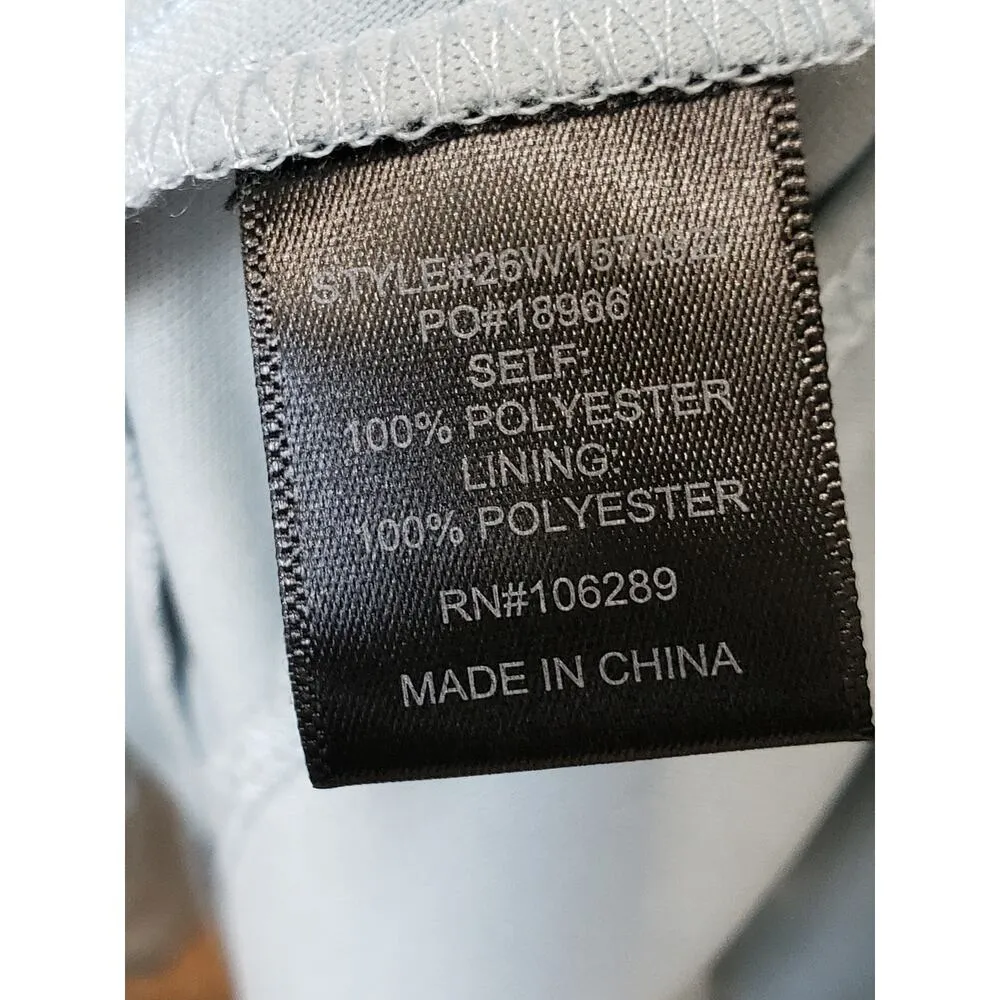 PO#18966
SELF:
100% POLYESTER
LINING:
100% POLYESTER
RN#106289
MADE IN CHINA